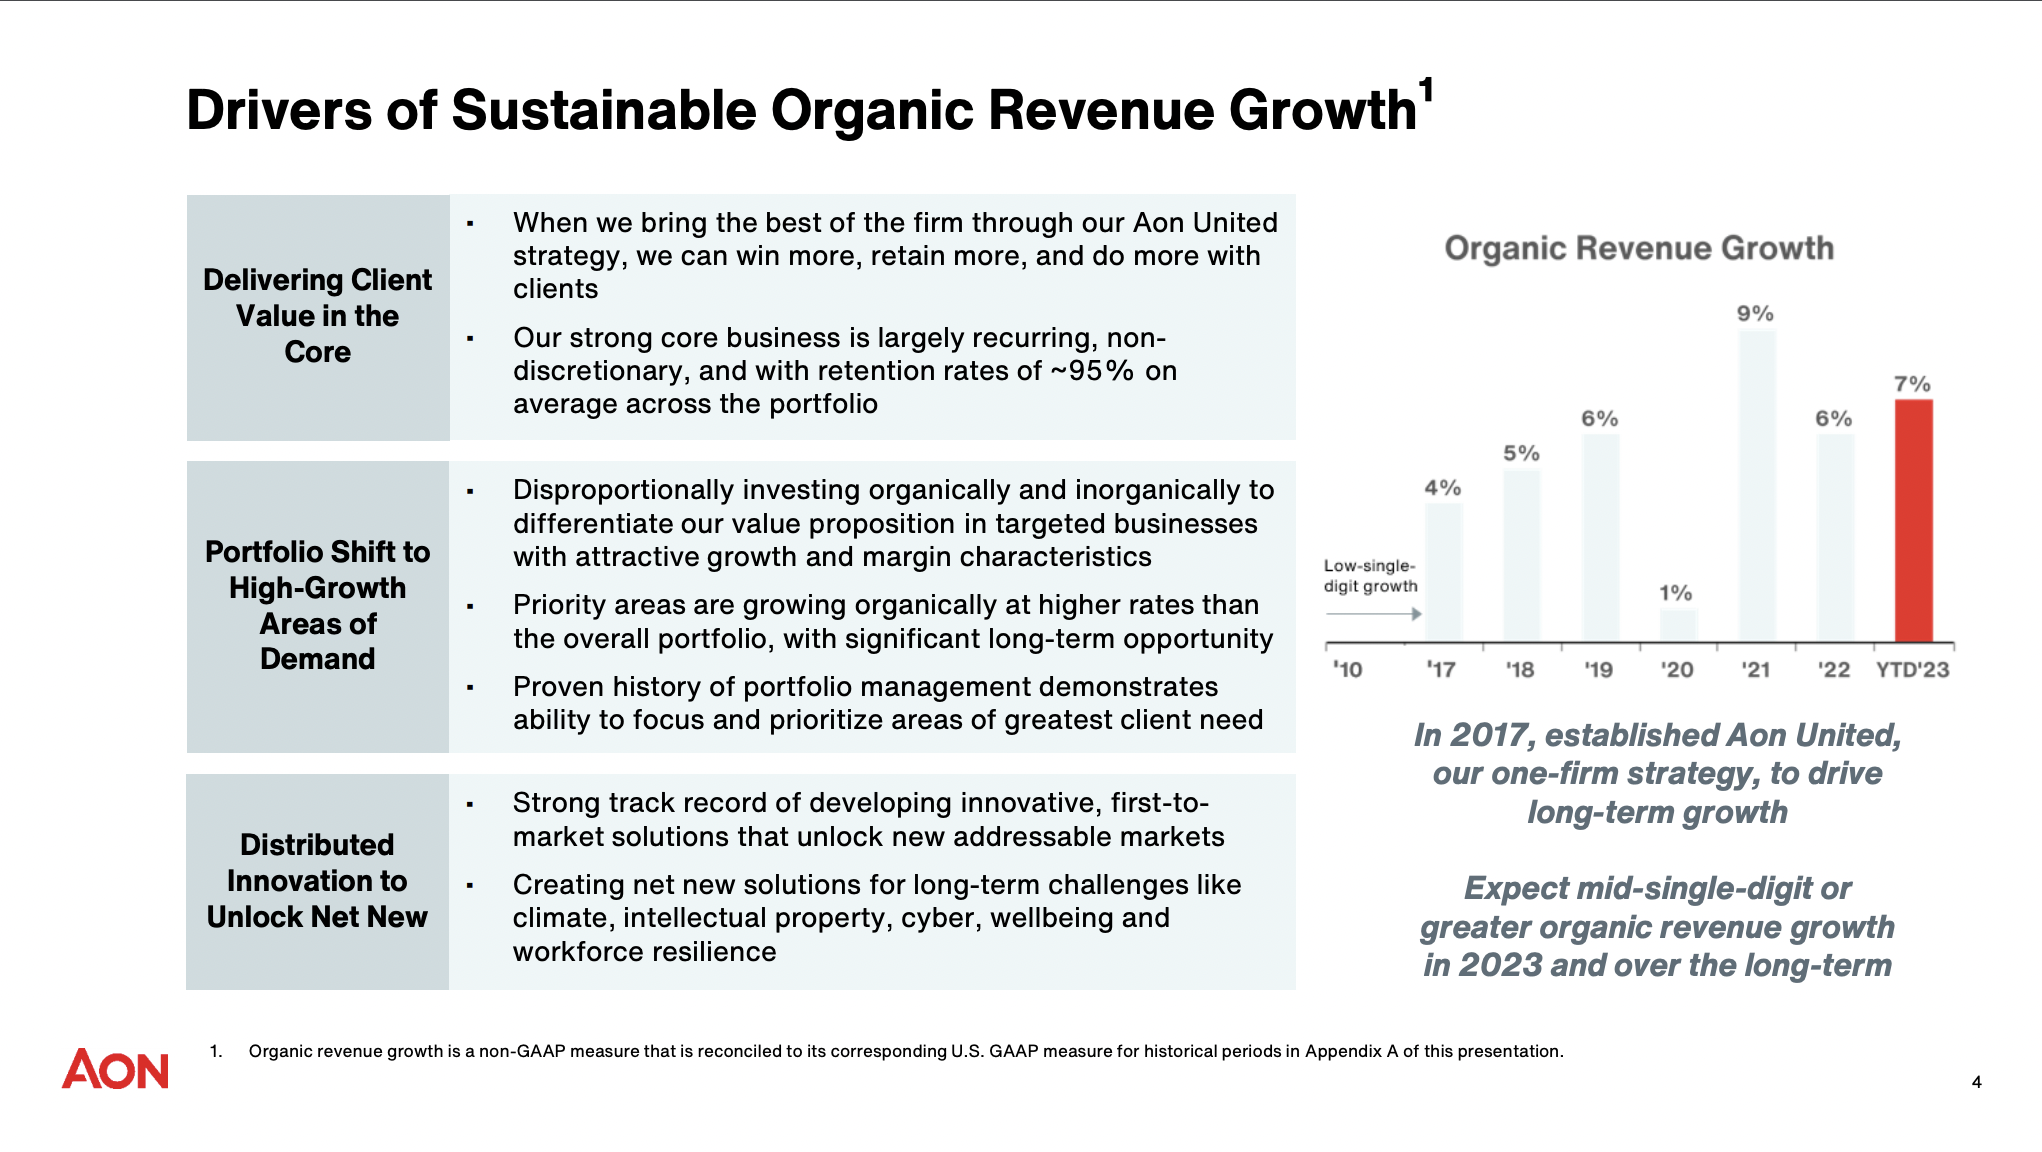 Drivers of Sustainable Organic Revenue Growth1
Delivering Client
Value in the
Core
▪ When we bring the best of the firm through our Aon United
strategy, we can win more, retain more, and do more with
clients
▪ Our strong core business is largely recurring, non-
discretionary, and with retention rates of ~95% on
average across the portfolio
Portfolio Shift to
High-Growth
Areas of
Demand
▪ Disproportionally investing organically and inorganically to
differentiate our value proposition in targeted businesses
with attractive growth and margin characteristics
▪ Priority areas are growing organically at higher rates than
the overall portfolio, with significant long-term opportunity
▪ Proven history of portfolio management demonstrates
ability to focus and prioritize areas of greatest client need
Distributed
Innovation to
Unlock Net New
▪ Strong track record of developing innovative, first-to-
market solutions that unlock new addressable markets
▪ Creating net new solutions for long-term challenges like
climate, intellectual property, cyber, wellbeing and
workforce resilience
Organic Revenue Growth
9%
7%
6%
6%
5%
4%
1%
Low-single-
digit growth
'10 '17 '18 '19 '20 '21 '22 YTD'23
In 2017, established Aon United,
our one-firm strategy, to drive
long-term growth
Expect mid-single-digit or
greater organic revenue growth
in 2023 and over the long-term
1. Organic revenue growth is a non-GAAP measure that is reconciled to its corresponding U.S. GAAP measure for historical periods in Appendix A of this presentation.
AON
4